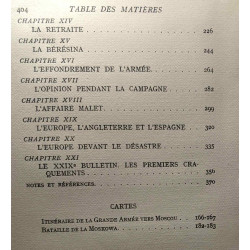 404 TABLE DES MATIÈRES
CHAPITRE XIV
LA RETRAITE 226
CHAPITRE XV
LA BÉRÉSINA 244
CHAPITRE XVI
L'EFFONDREMENT DE L'ARMÉE 264
CHAPITRE XVII
L'OPINION PENDANT LA CAMPAGNE 282
CHAPITRE XVIII
L'AFFAIRE MALET 299
CHAPITRE XIX
L'EUROPE, L'ANGLETERRE ET L'ESPAGNE 320
CHAPITRE XX
L'EUROPE DEVANT LE DÉSASTRE 335
CHAPITRE XXI
LE XXIXe BULLETIN. LES PREMIERS CRA-
QUEMENTS 356
NOTES ET RÉFÉRENCES. 370
CARTES
Itinéraire de la Grande Armée vers Moscou 166-167
Bataille de la Moskowa 182-183